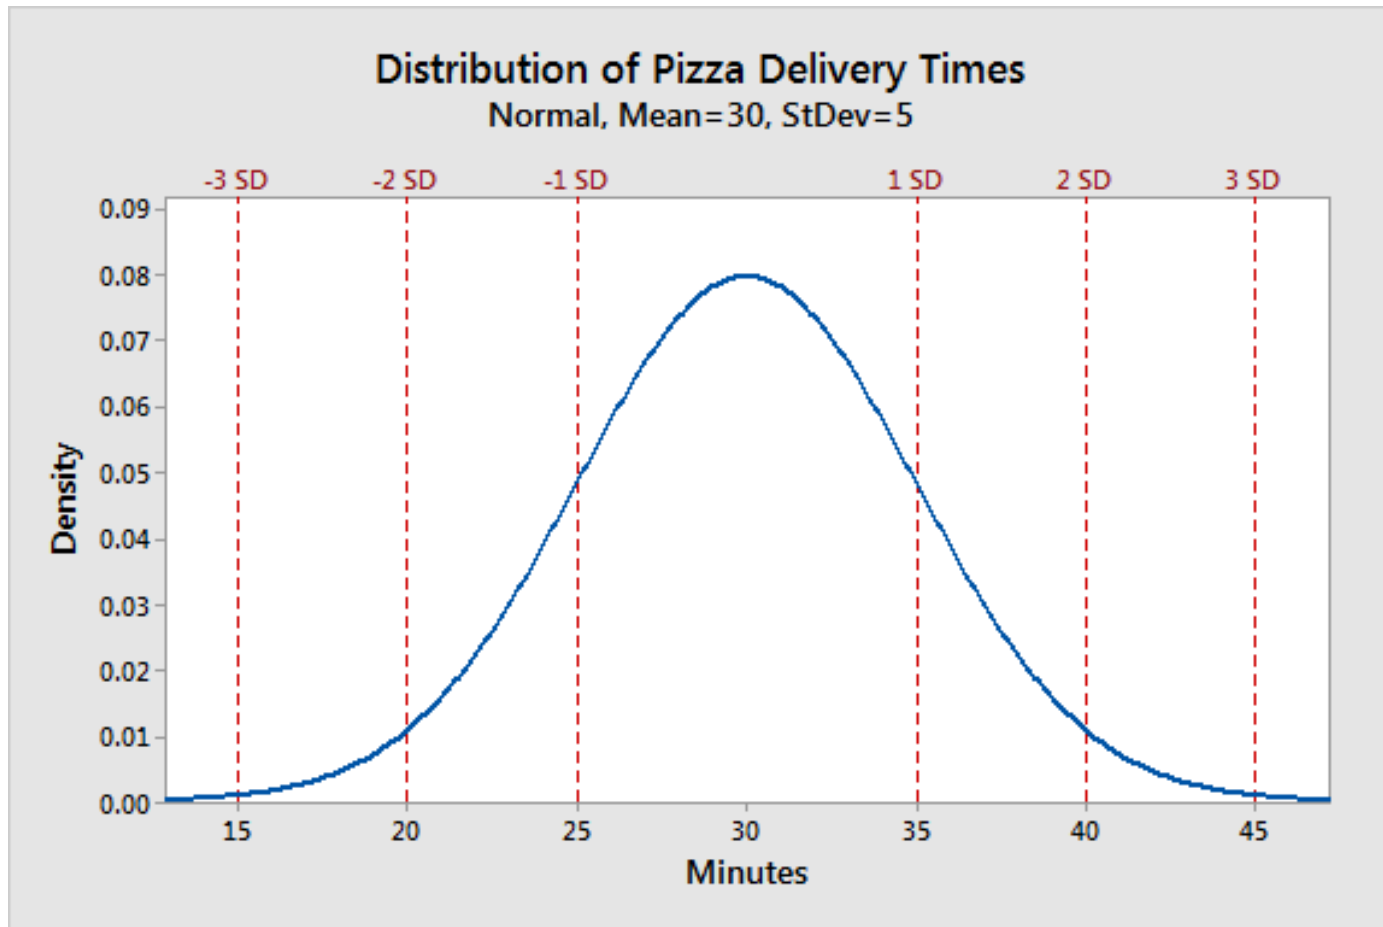 Distribution of Pizza Delivery Times
Normal, Mean=30, StDev=5
-3 SD -2 SD -1 SD 1 SD 2 SD 3 SD
0.09
0.08
0.07
0.06
0.05
0.04
0.03
0.02
0.01
0.00
Density
15 20 25 30 35 40 45
Minutes